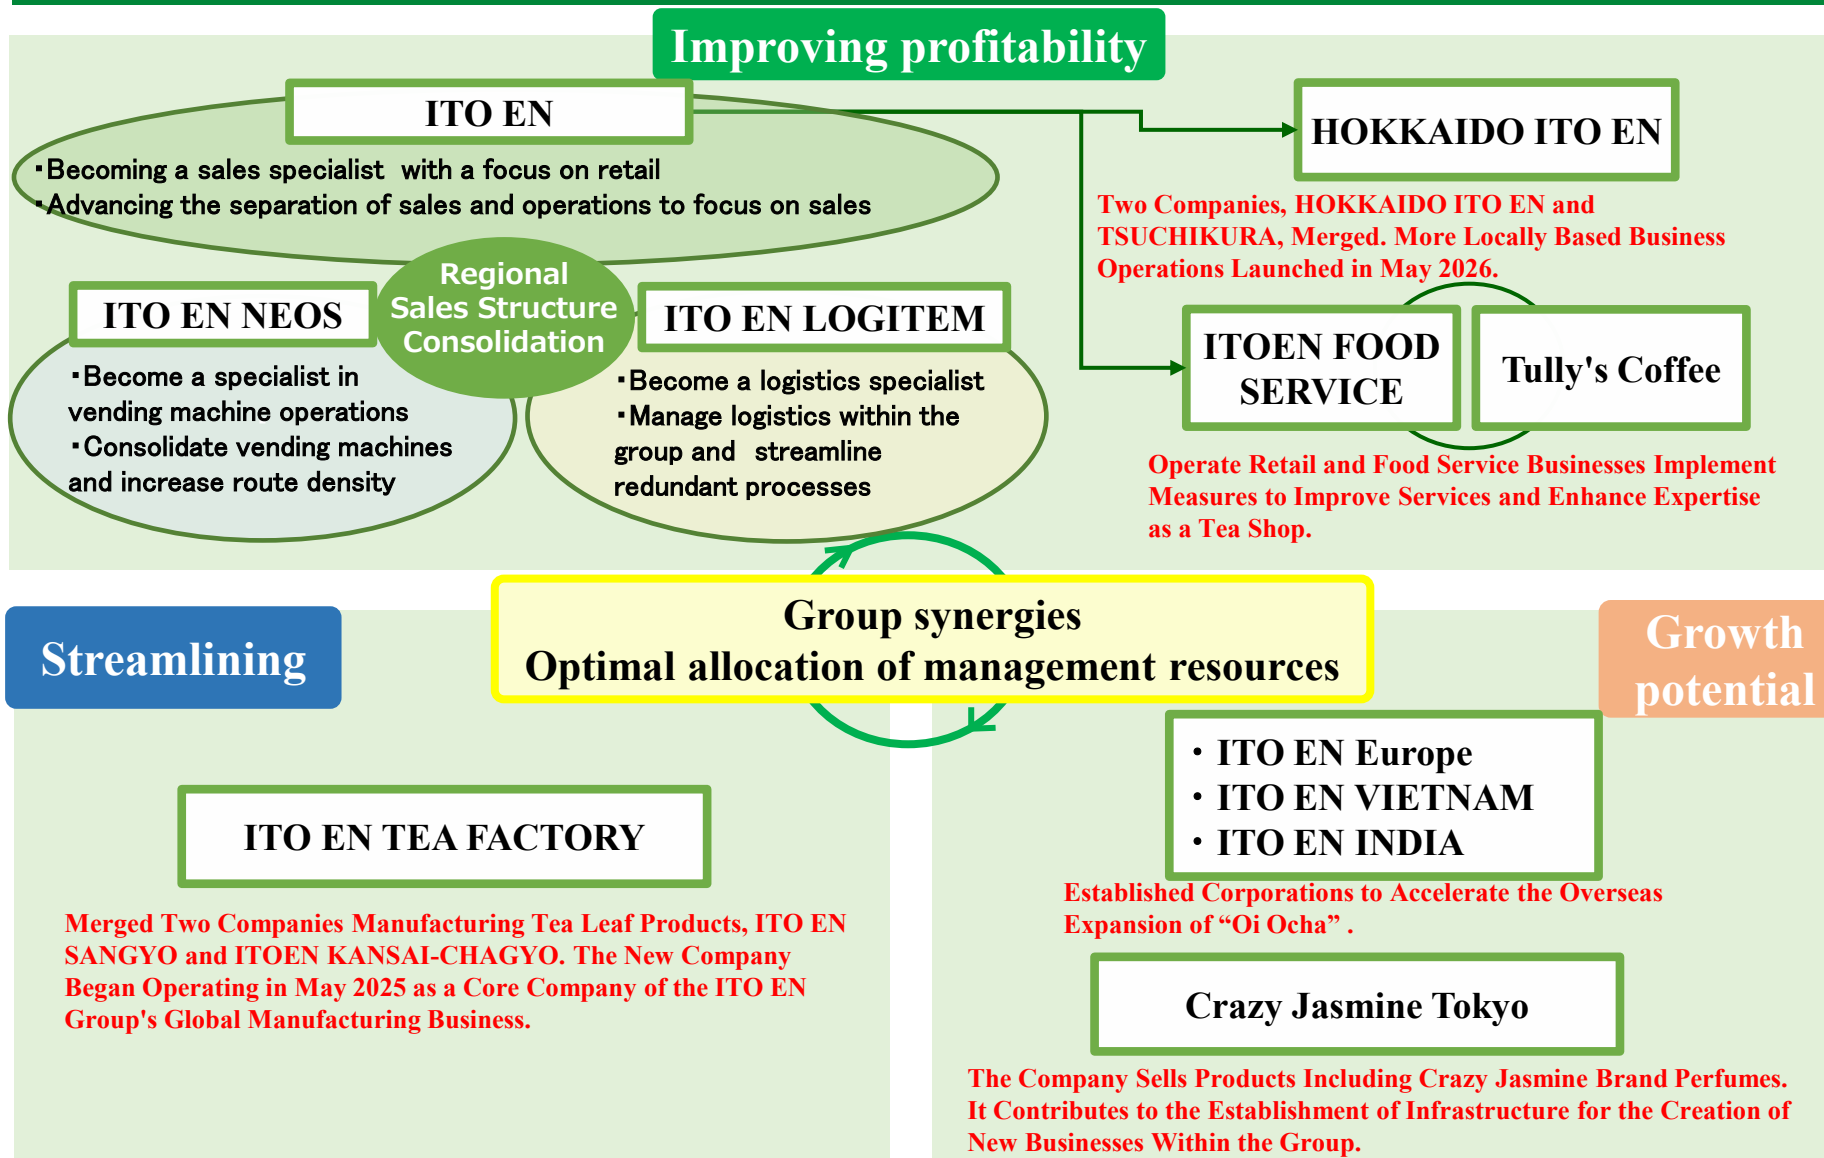 Improving profitability
ITO EN
・Becoming a sales specialist with a focus on retail
・Advancing the separation of sales and operations to focus on sales
Regional
Sales Structure
Consolidation
ITO EN NEOS
・Become a specialist in
vending machine operations
・Consolidate vending machines
and increase route density
ITO EN LOGITEM
・Become a logistics specialist
・Manage logistics within the
group and streamline
redundant processes
HOKKAIDO ITO EN
Two Companies, HOKKAIDO ITO EN and
TSUCHIKURA, Merged. More Locally Based Business
Operations Launched in May 2026.
ITOEN FOOD
SERVICE
Tully's Coffee
Operate Retail and Food Service Businesses Implement
Measures to Improve Services and Enhance Expertise
as a Tea Shop.
Group synergies
Optimal allocation of management resources
Streamlining
ITO EN TEA FACTORY
Merged Two Companies Manufacturing Tea Leaf Products, ITO EN
SANGYO and ITOEN KANSAI-CHAGYO. The New Company
Began Operating in May 2025 as a Core Company of the ITO EN
Group's Global Manufacturing Business.
Growth
potential
・ITO EN Europe
・ITO EN VIETNAM
・ITO EN INDIA
Established Corporations to Accelerate the Overseas
Expansion of “Oi Ocha” .
Crazy Jasmine Tokyo
The Company Sells Products Including Crazy Jasmine Brand Perfumes.
It Contributes to the Establishment of Infrastructure for the Creation of
New Businesses Within the Group.